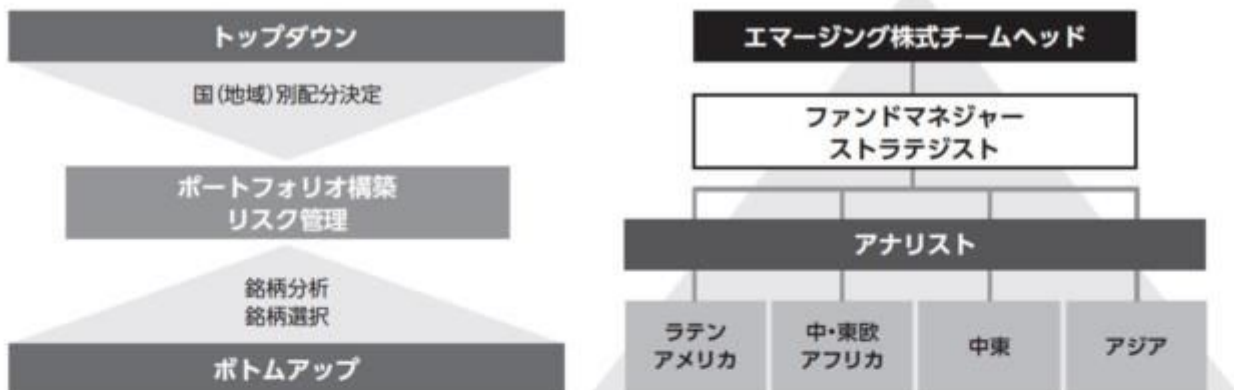 トップダウン
国(地域)別配分決定
ポートフォリオ構築
リスク管理
銘柄分析
銘柄選択
ボトムアップ
エマージング株式チームヘッド
ファンドマネジャー
ストラテジスト
アナリスト
ラテン
アメリカ
中・東欧
アフリカ
中東
アジア